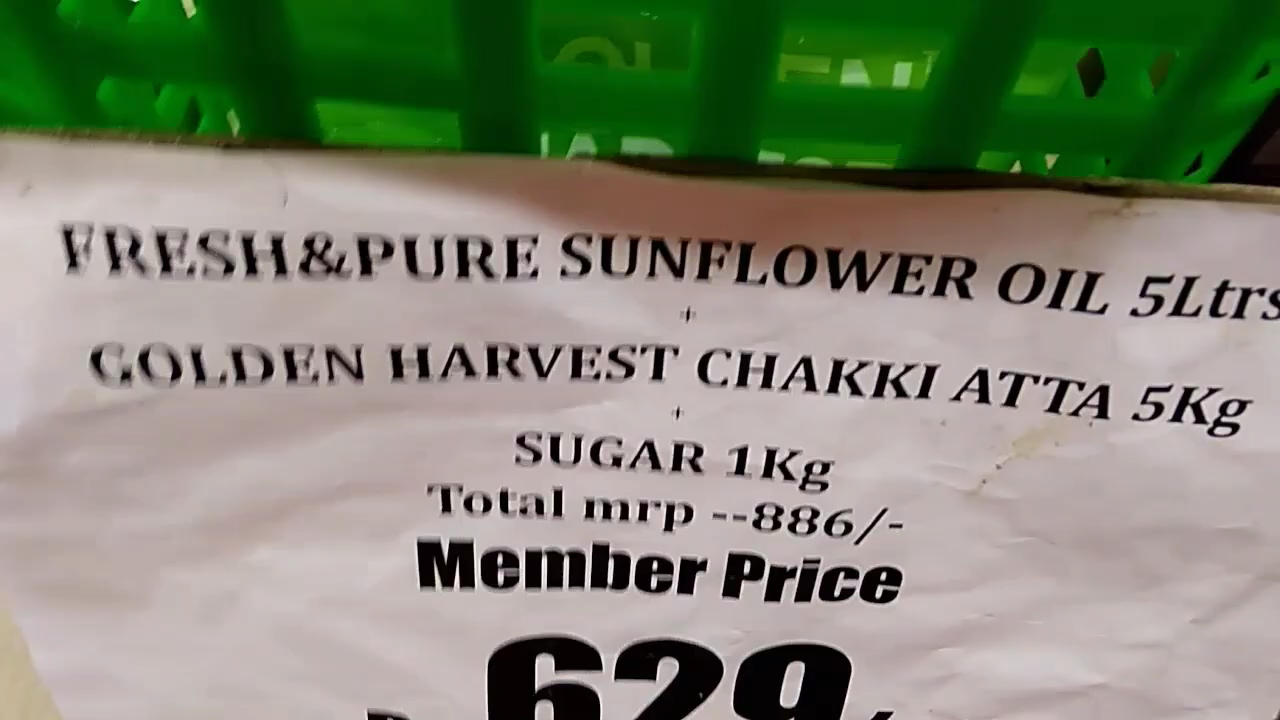 FRESH&PURE SUNFLOWER OIL 5Ltrs
+
GOLDEN HARVEST CHAKKI ATTA 5Kg
+
SUGAR 1Kg
Total mrp --886/-
Member Price
629/